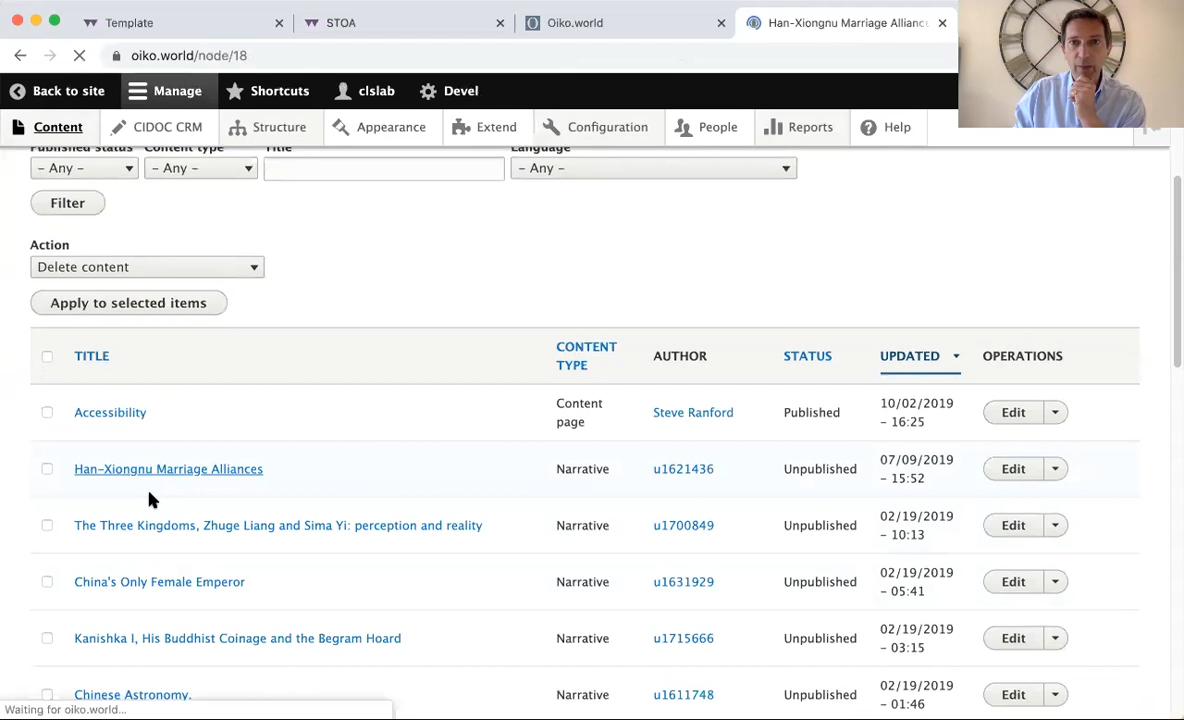 Template
STOA
Oiko.world
Han-Xiongnu Marriage Allianc
oiko.world/node/18
Back to site
Manage
Shortcuts
clslab
Devel
Content
CIDOC CRM
Structure
Appearance
Extend
Configuration
People
Reports
Help
Published status
Content type
Title
Language
– Any –
– Any –
– Any –
Filter
Action
Delete content
Apply to selected items
TITLE
CONTENT
TYPE
AUTHOR
STATUS
UPDATED
OPERATIONS
Accessibility
Content
page
Steve Ranford
Published
10/02/2019
– 16:25
Edit
Han-Xiongnu Marriage Alliances
Narrative
u1621436
Unpublished
07/09/2019
– 15:52
Edit
The Three Kingdoms, Zhuge Liang and Sima Yi: perception and reality
Narrative
u1700849
Unpublished
02/19/2019
– 10:13
Edit
China's Only Female Emperor
Narrative
u1631929
Unpublished
02/19/2019
– 05:41
Edit
Kanishka I, His Buddhist Coinage and the Begram Hoard
Narrative
u1715666
Unpublished
02/19/2019
– 03:15
Edit
Chinese Astronomy.
Narrative
u1611748
Unpublished
02/19/2019
– 01:46
Edit
Waiting for oiko.world...